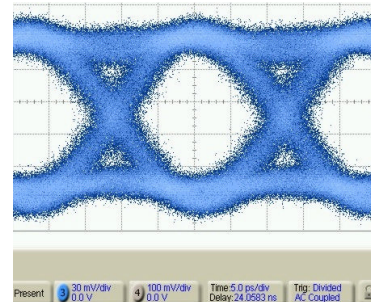 Present
3 30 mV/div
0.0 V
4 100 mV/div
0.0 V
Time:5.0 ps/div
Delay:24.0583 ns
Trig: Divided
AC Coupled